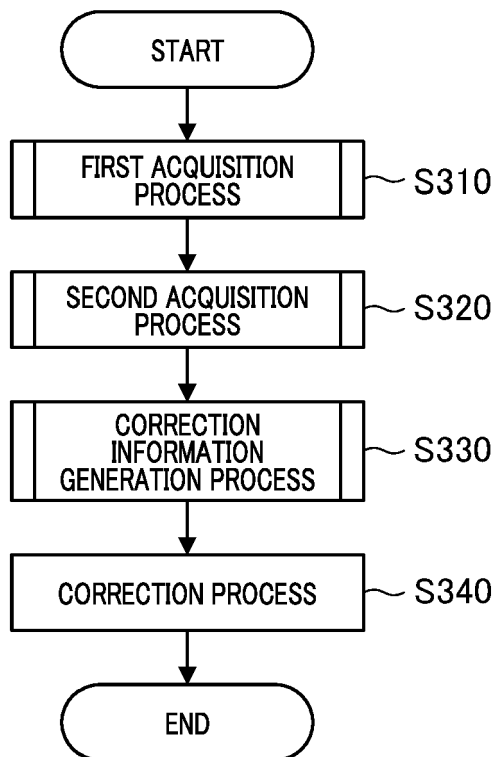 START
FIRST ACQUISITION
PROCESS
S310
SECOND ACQUISITION
PROCESS
S320
CORRECTION
INFORMATION
GENERATION PROCESS
S330
CORRECTION PROCESS
S340
END